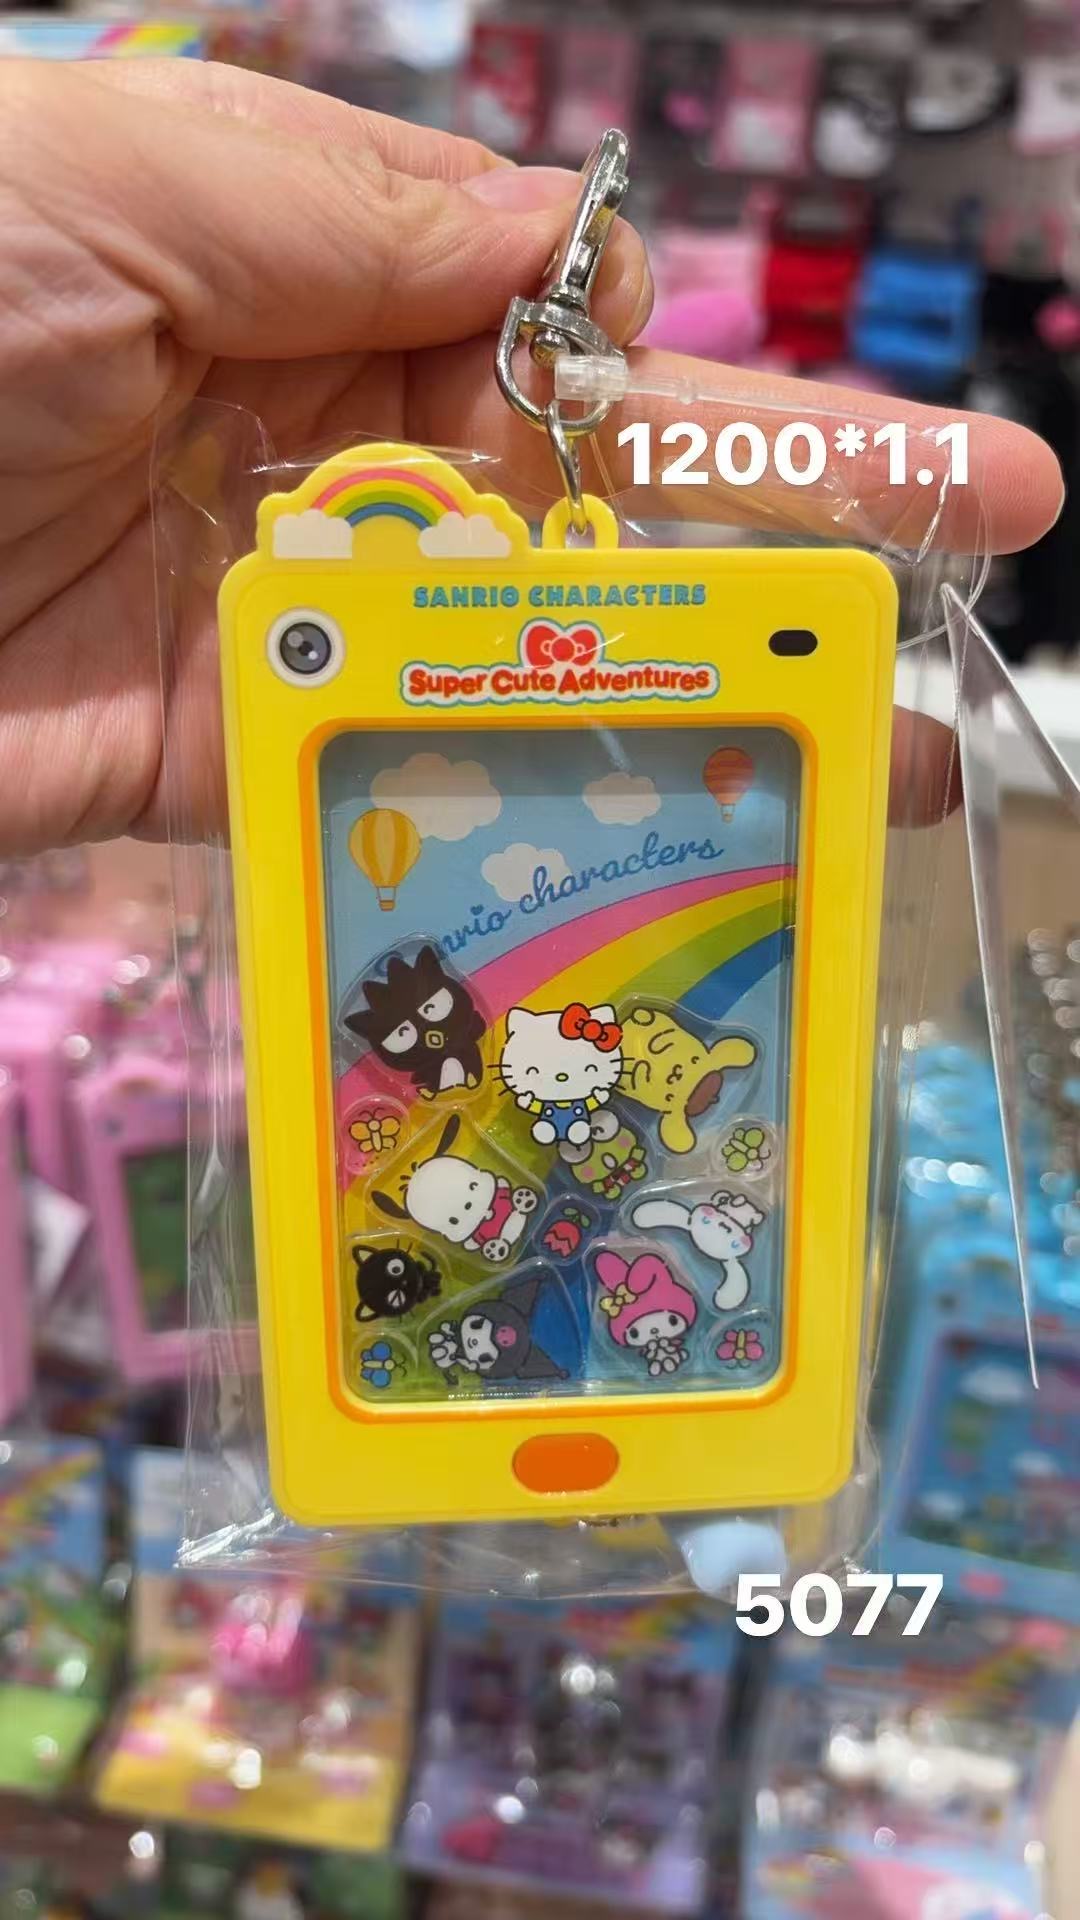 1200*1.1
SANRIO CHARACTERS
Super Cute Adventures
characters
5077